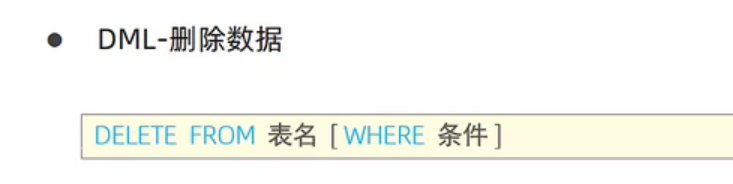 ● DML-删除数据
DELETE FROM 表名 [ WHERE 条件 ]